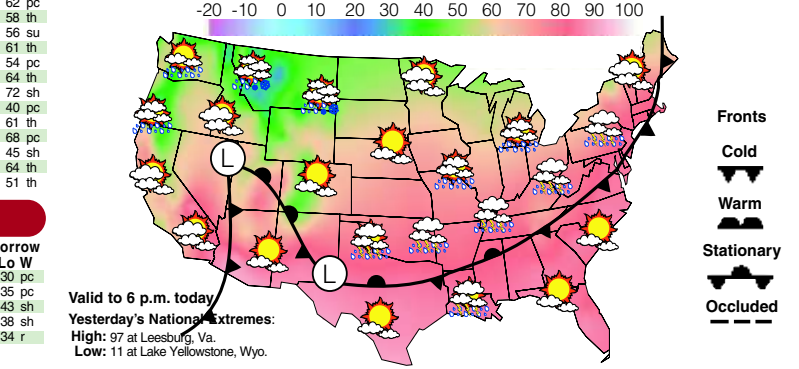 62 pc
58 th
56 su
61 th
54 pc
64 th
72 sh
40 pc
61 th
68 pc
45 sh
64 th
51 th
orrow
Lo W
30 pc
35 pc
43 sh
38 sh
34 r
-20 -10 0 10 20 30 40 50 60 70 80 90 100
L
L
Valid to 6 p.m. today
Yesterday's National Extremes:
High: 97 at Leesburg, Va.
Low: 11 at Lake Yellowstone, Wyo.
Fronts
Cold
Warm
Stationary
Occluded